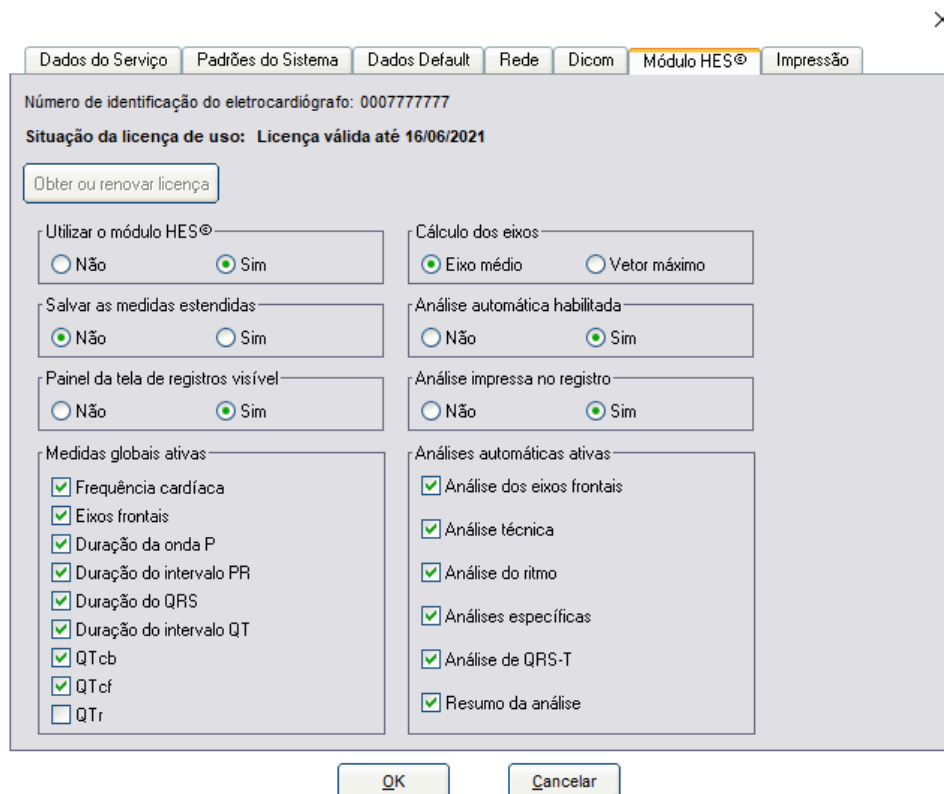 Dados do Serviço Padrões do Sistema Dados Default Rede Dicom Módulo HES© Impressão
Número de identificação do eletrocardiógrafo: 0007777777
Situação da licença de uso: Licença válida até 16/06/2021
Obter ou renovar licença
Utilizar o módulo HES©
Não Sim
Cálculo dos eixos
Eixo médio Vetor máximo
Salvar as medidas estendidas
Não Sim
Análise automática habilitada
Não Sim
Painel da tela de registros visível
Não Sim
Análise impressa no registro
Não Sim
Medidas globais ativas
Frequência cardíaca
Eixos frontais
Duração da onda P
Duração do intervalo PR
Duração do QRS
Duração do intervalo QT
QTcb
QTcf
QTr
Análises automáticas ativas
Análise dos eixos frontais
Análise técnica
Análise do ritmo
Análises específicas
Análise de QRS-T
Resumo da análise
OK Cancelar